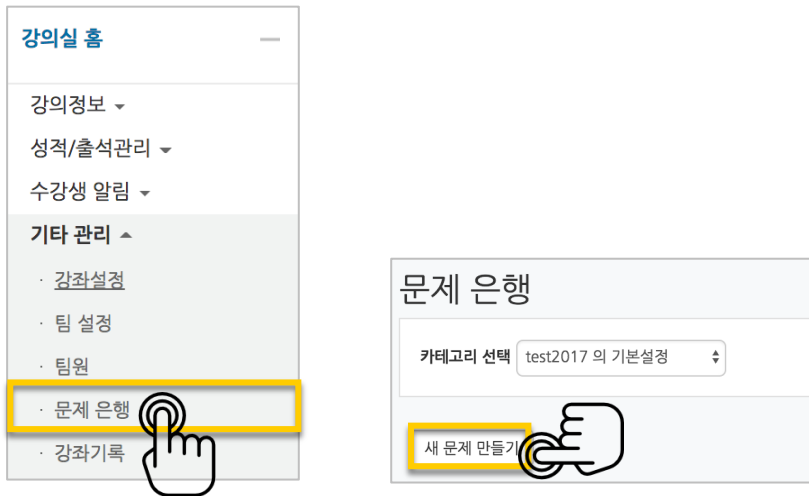 강의실 홈
강의정보
성적/출석관리
수강생 알림
기타 관리
· 강좌설정
· 팀 설정
· 팀원
· 문제 은행
· 강좌기록
문제 은행
카테고리 선택 test2017 의 기본설정
새 문제 만들기